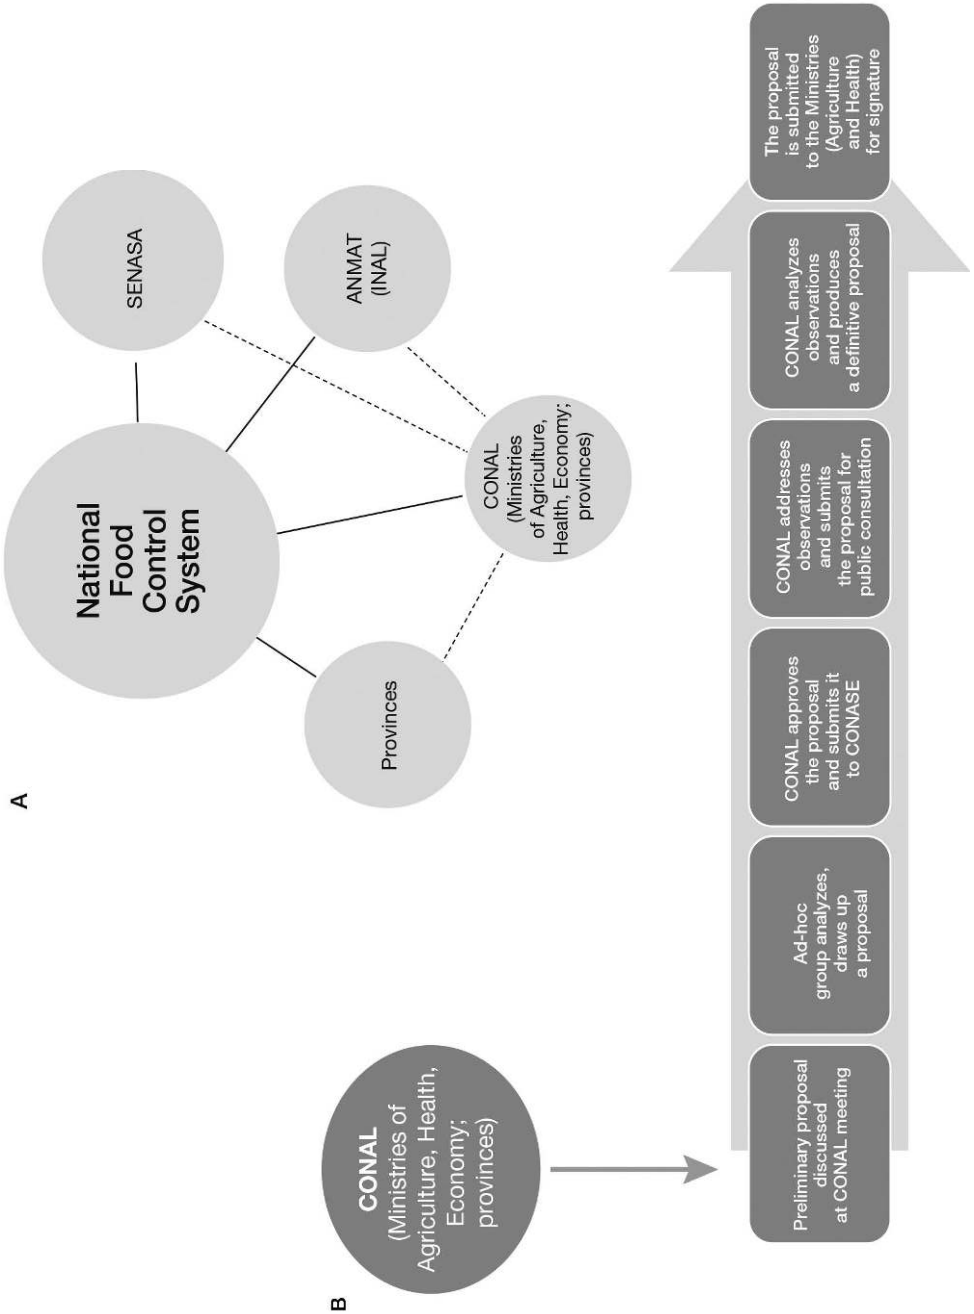 A
National
Food
Control
System
SENASA
ANMAT
(INAL)
CONAL
(Ministries
of Agriculture,
Health, Economy;
provinces)
Provinces
B
CONAL
(Ministries of
Agriculture, Health,
Economy;
provinces)
Preliminary proposal
discussed
at CONAL meeting
Ad-hoc
group analyzes,
draws up
a proposal
CONAL approves
the proposal
and submits it
to CONASE
CONAL addresses
observations
and submits
the proposal for
public consultation
CONAL analyzes
observations
and produces
a definitive proposal
The proposal
is submitted
to the Ministries
(Agriculture
and Health)
for signature